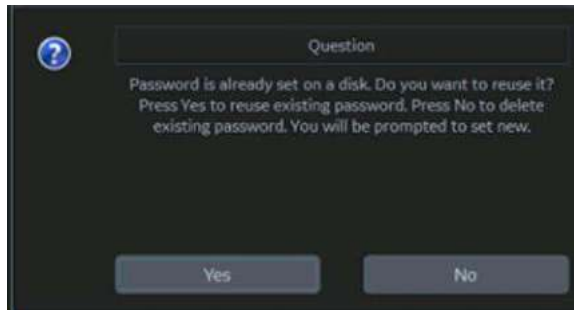 Question
Password is already set on a disk. Do you want to reuse it?
Press Yes to reuse existing password. Press No to delete
existing password. You will be prompted to set new.
Yes
No